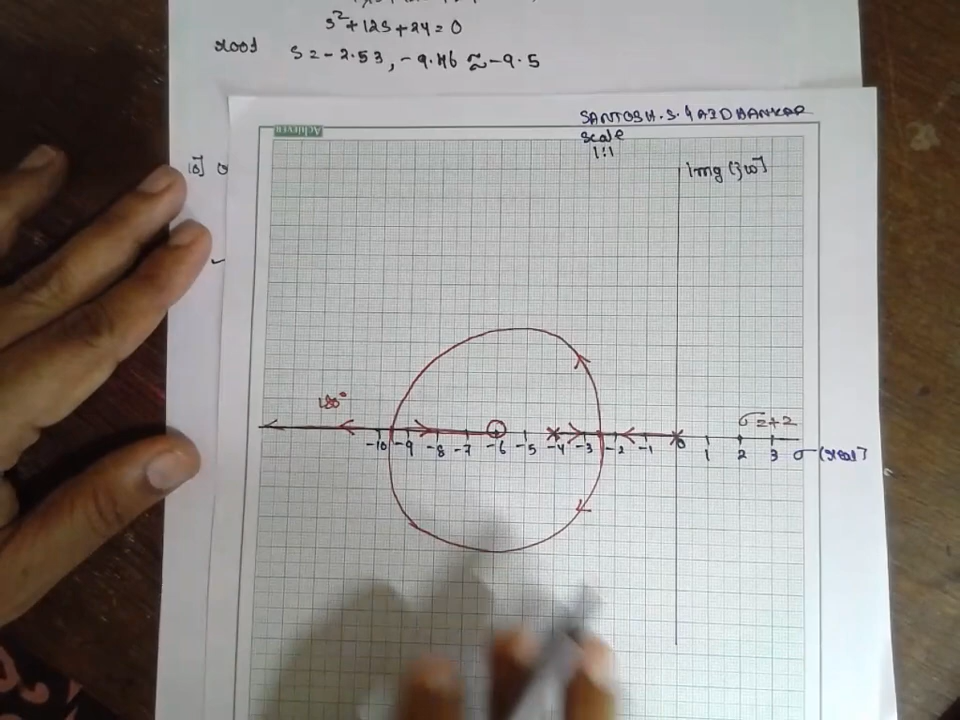 s²+12s+24=0
root s=-2.53, -9.46 ≈ -9.5
SANTOSH.S.
Scale
1:1
Achiever
Img (jω)
180°
σ=+2
-10 -9 -8 -7 -6 -5 -4 -3 -2 -1 0 1 2 3 σ (real)